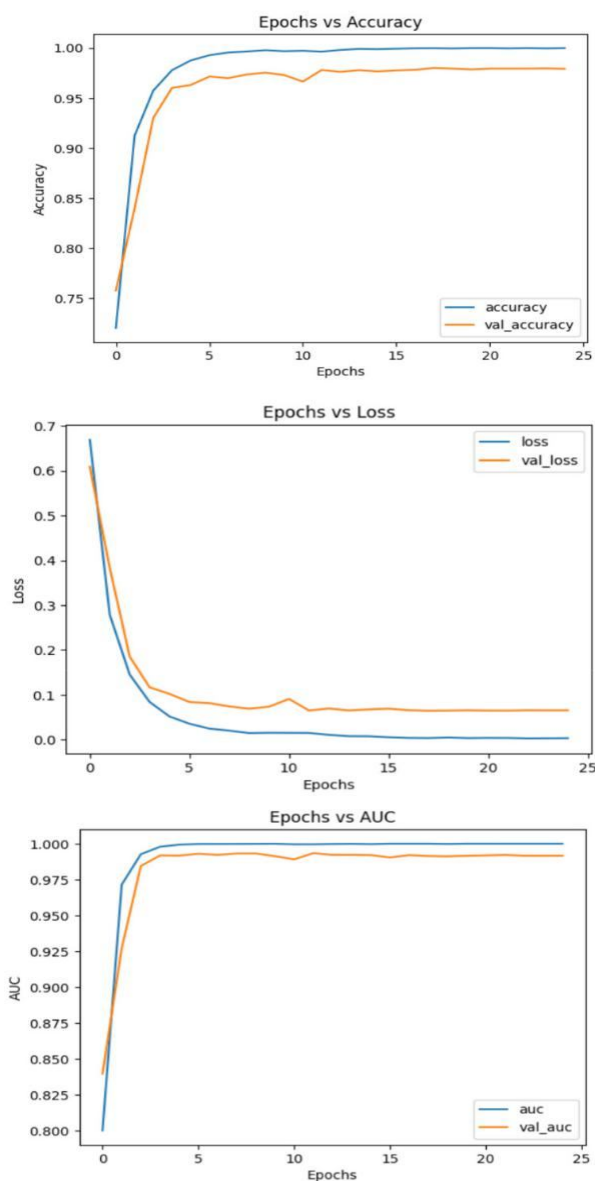 Epochs vs Accuracy
1.00
0.95
0.90
0.85
0.80
0.75
Accuracy
accuracy
val_accuracy
0 5 10 15 20 25
Epochs
Epochs vs Loss
0.7
0.6
0.5
0.4
0.3
0.2
0.1
0.0
Loss
loss
val_loss
0 5 10 15 20 25
Epochs
Epochs vs AUC
1.000
0.975
0.950
0.925
0.900
0.875
0.850
0.825
0.800
AUC
auc
val_auc
0 5 10 15 20 25
Epochs